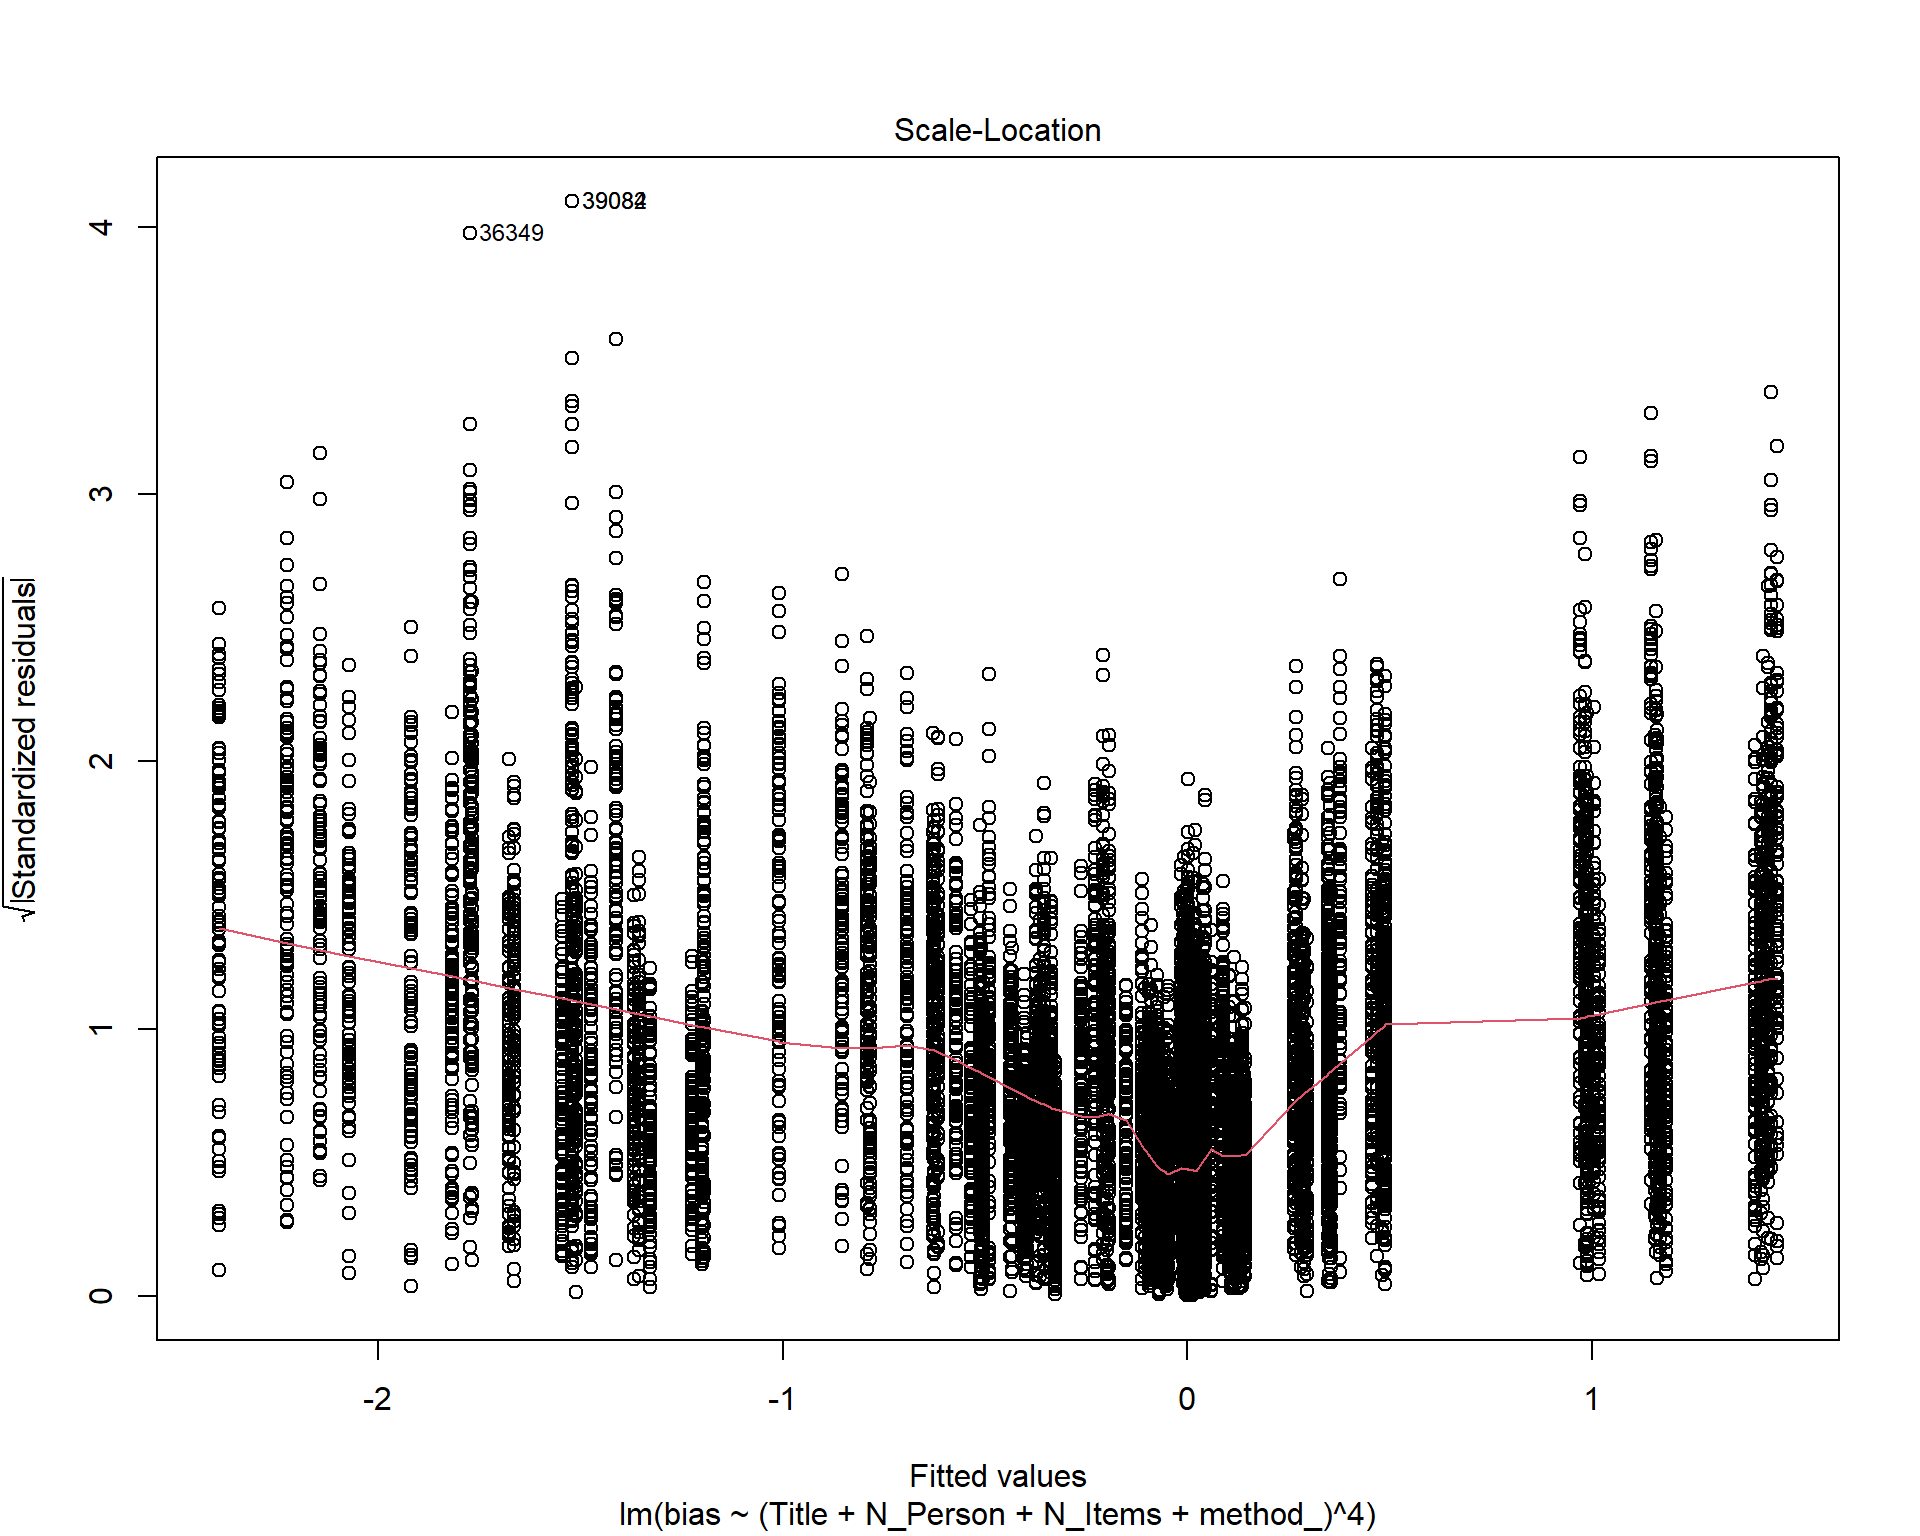 Scale-Location
39084
36349
4
3
2
1
0
√|Standardized residuals|
-2
-1
0
1
Fitted values
lm(bias ~ (Title + N_Person + N_Items + method_)^4)